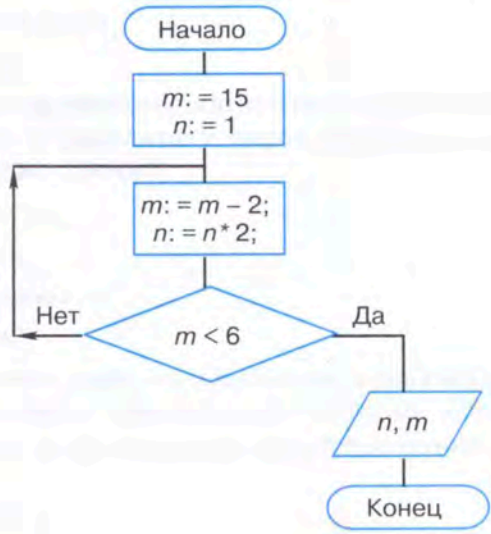 Начало
m: = 15
n: = 1
m: = m – 2;
n: = n* 2;
Нет
m < 6
Да
n, m
Конец